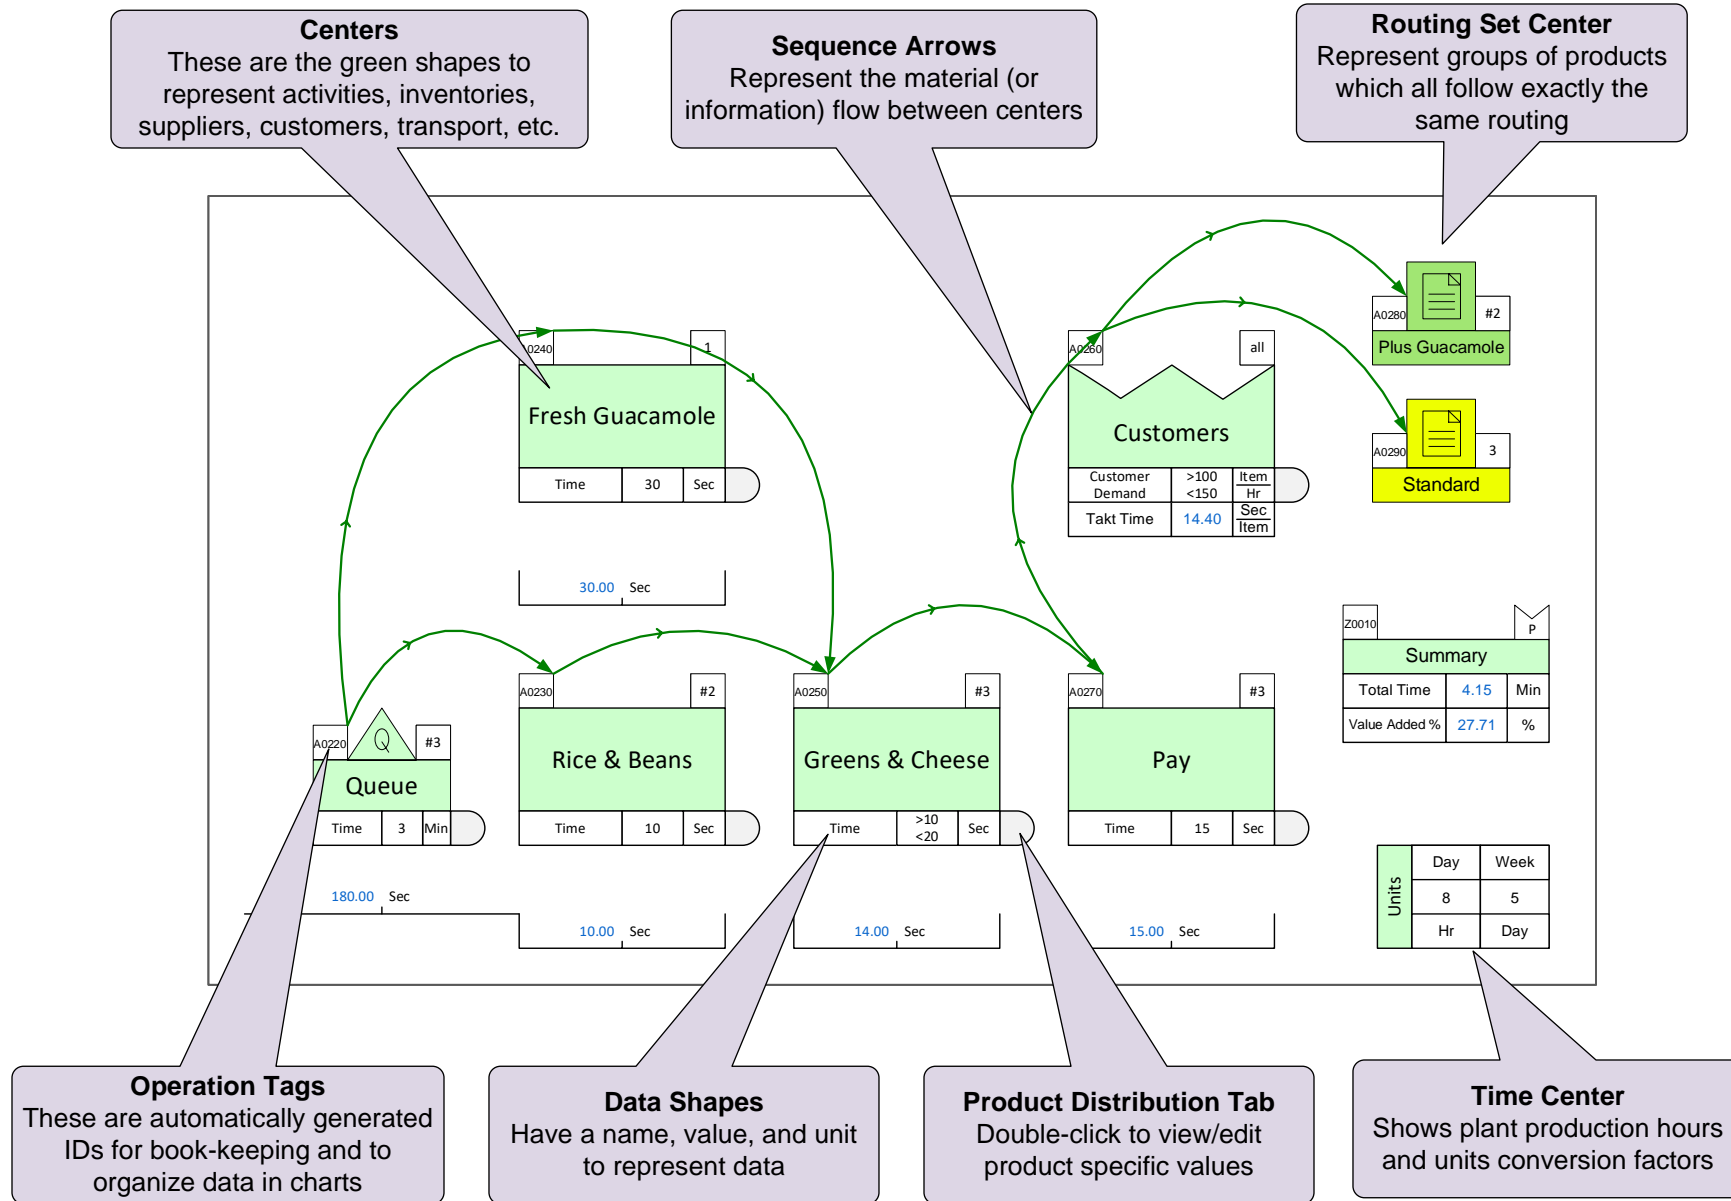 Centers
These are the green shapes to
represent activities, inventories,
suppliers, customers, transport, etc.
Sequence Arrows
Represent the material (or
information) flow between centers
Routing Set Center
Represent groups of products
which all follow exactly the
same routing
A0240
1
Fresh Guacamole
Time 30 Sec
30.00 Sec
A0260
all
Customers
Customer Demand >100 <150 Item Hr
Takt Time 14.40 Sec Item
A0280
#2
Plus Guacamole
A0290
3
Standard
Z0010
P
Summary
Total Time 4.15 Min
Value Added % 27.71 %
A0220
Q
#3
Queue
Time 3 Min
180.00 Sec
A0230
#2
Rice & Beans
Time 10 Sec
10.00 Sec
A0250
#3
Greens & Cheese
Time >10 <20 Sec
14.00 Sec
A0270
#3
Pay
Time 15 Sec
15.00 Sec
Units
Day Week
8 5
Hr Day
Operation Tags
These are automatically generated
IDs for book-keeping and to
organize data in charts
Data Shapes
Have a name, value, and unit
to represent data
Product Distribution Tab
Double-click to view/edit
product specific values
Time Center
Shows plant production hours
and units conversion factors